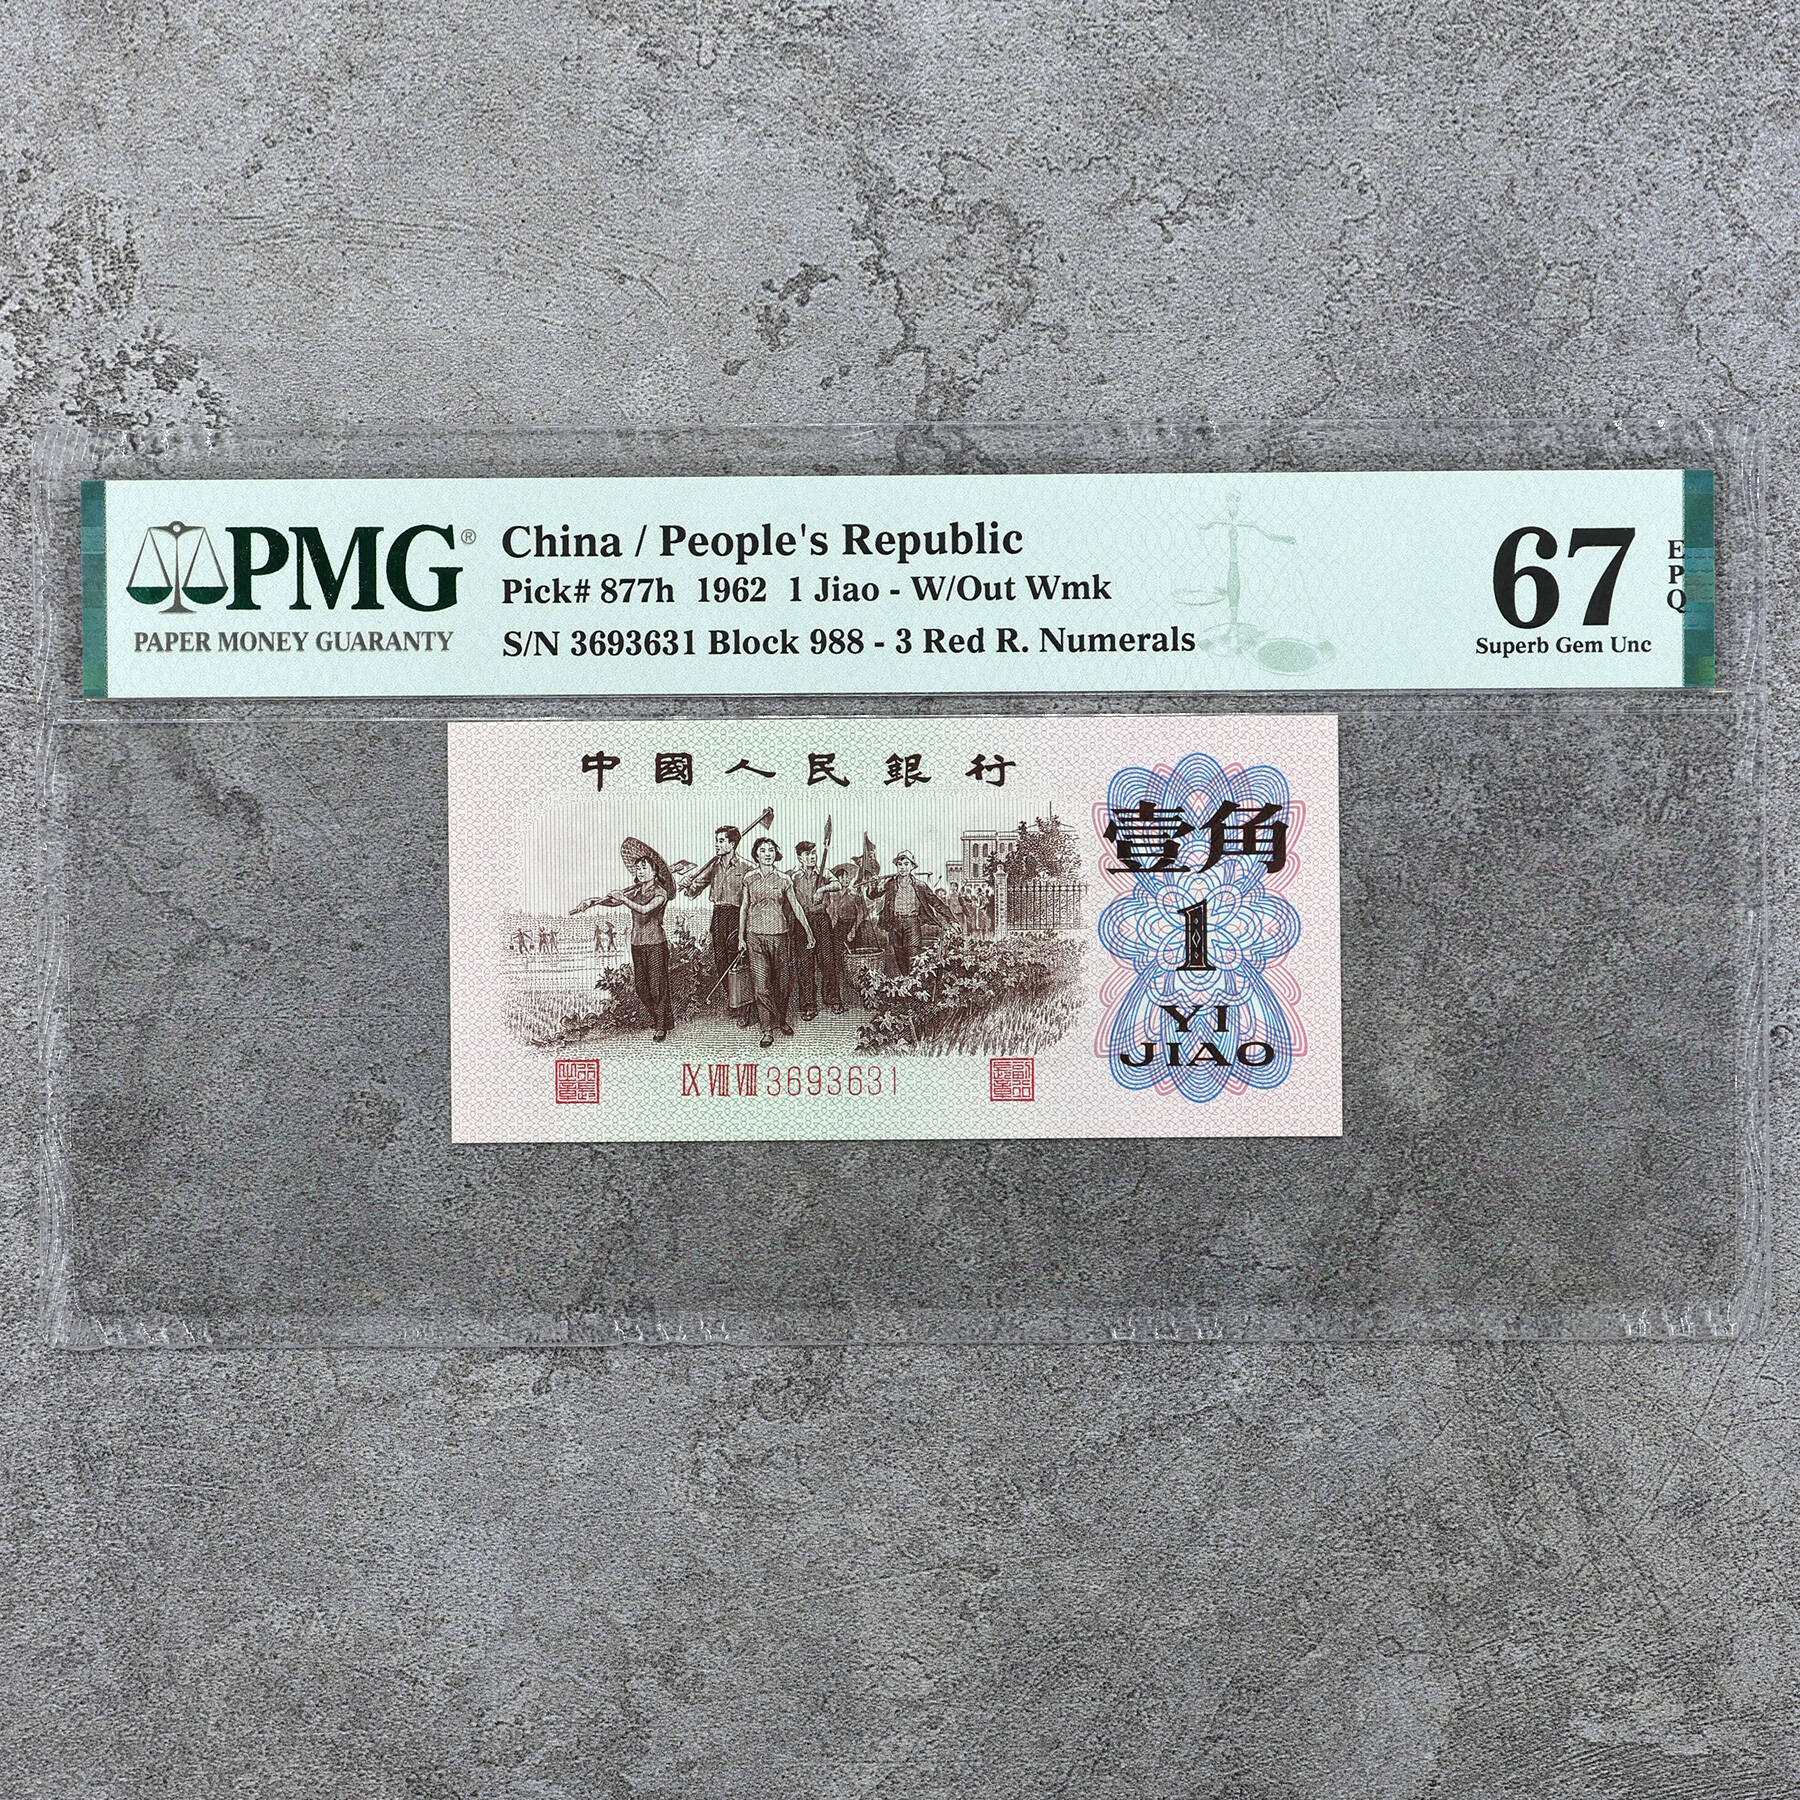 PMG®
PAPER MONEY GUARANTY
China / People's Republic
Pick# 877h 1962 1 Jiao - W/Out Wmk
S/N 3693631 Block 988 - 3 Red R. Numerals
67
Superb Gem Unc
EPQ
中國人民銀行
壹角
1
YI
JIAO
IX VIII VIII 3693631